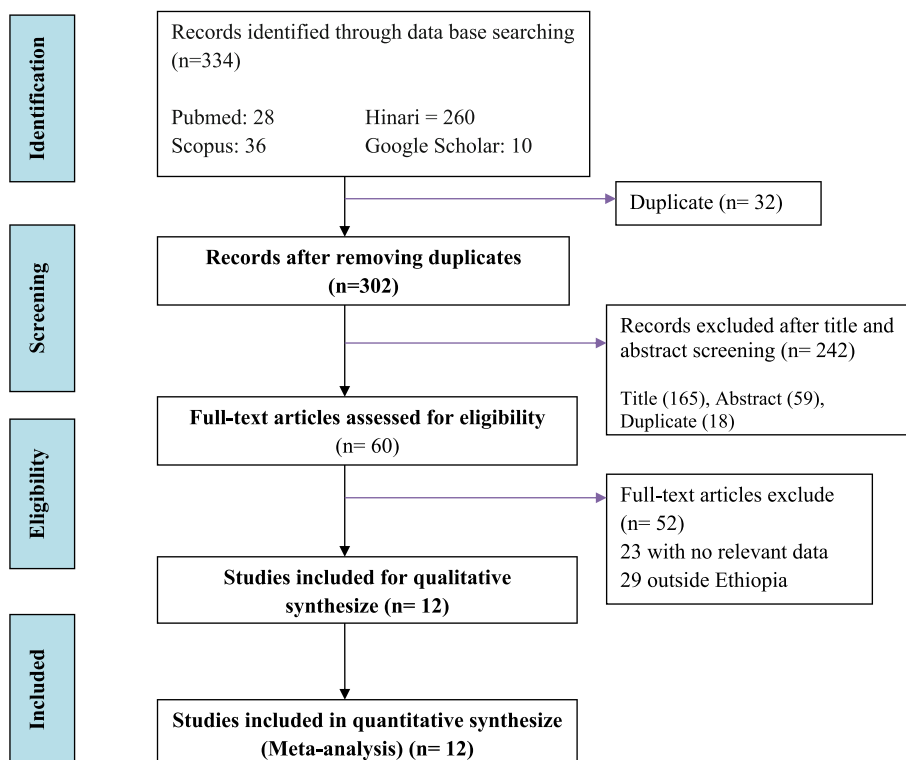 Identification
Records identified through data base searching
(n=334)
Pubmed: 28 Hinari = 260
Scopus: 36 Google Scholar: 10
Duplicate (n= 32)
Screening
Records after removing duplicates
(n=302)
Records excluded after title and
abstract screening (n= 242)
Title (165), Abstract (59),
Duplicate (18)
Eligibility
Full-text articles assessed for eligibility
(n= 60)
Full-text articles exclude
(n= 52)
23 with no relevant data
29 outside Ethiopia
Studies included for qualitative
synthesize (n= 12)
Included
Studies included in quantitative synthesize
(Meta-analysis) (n= 12)